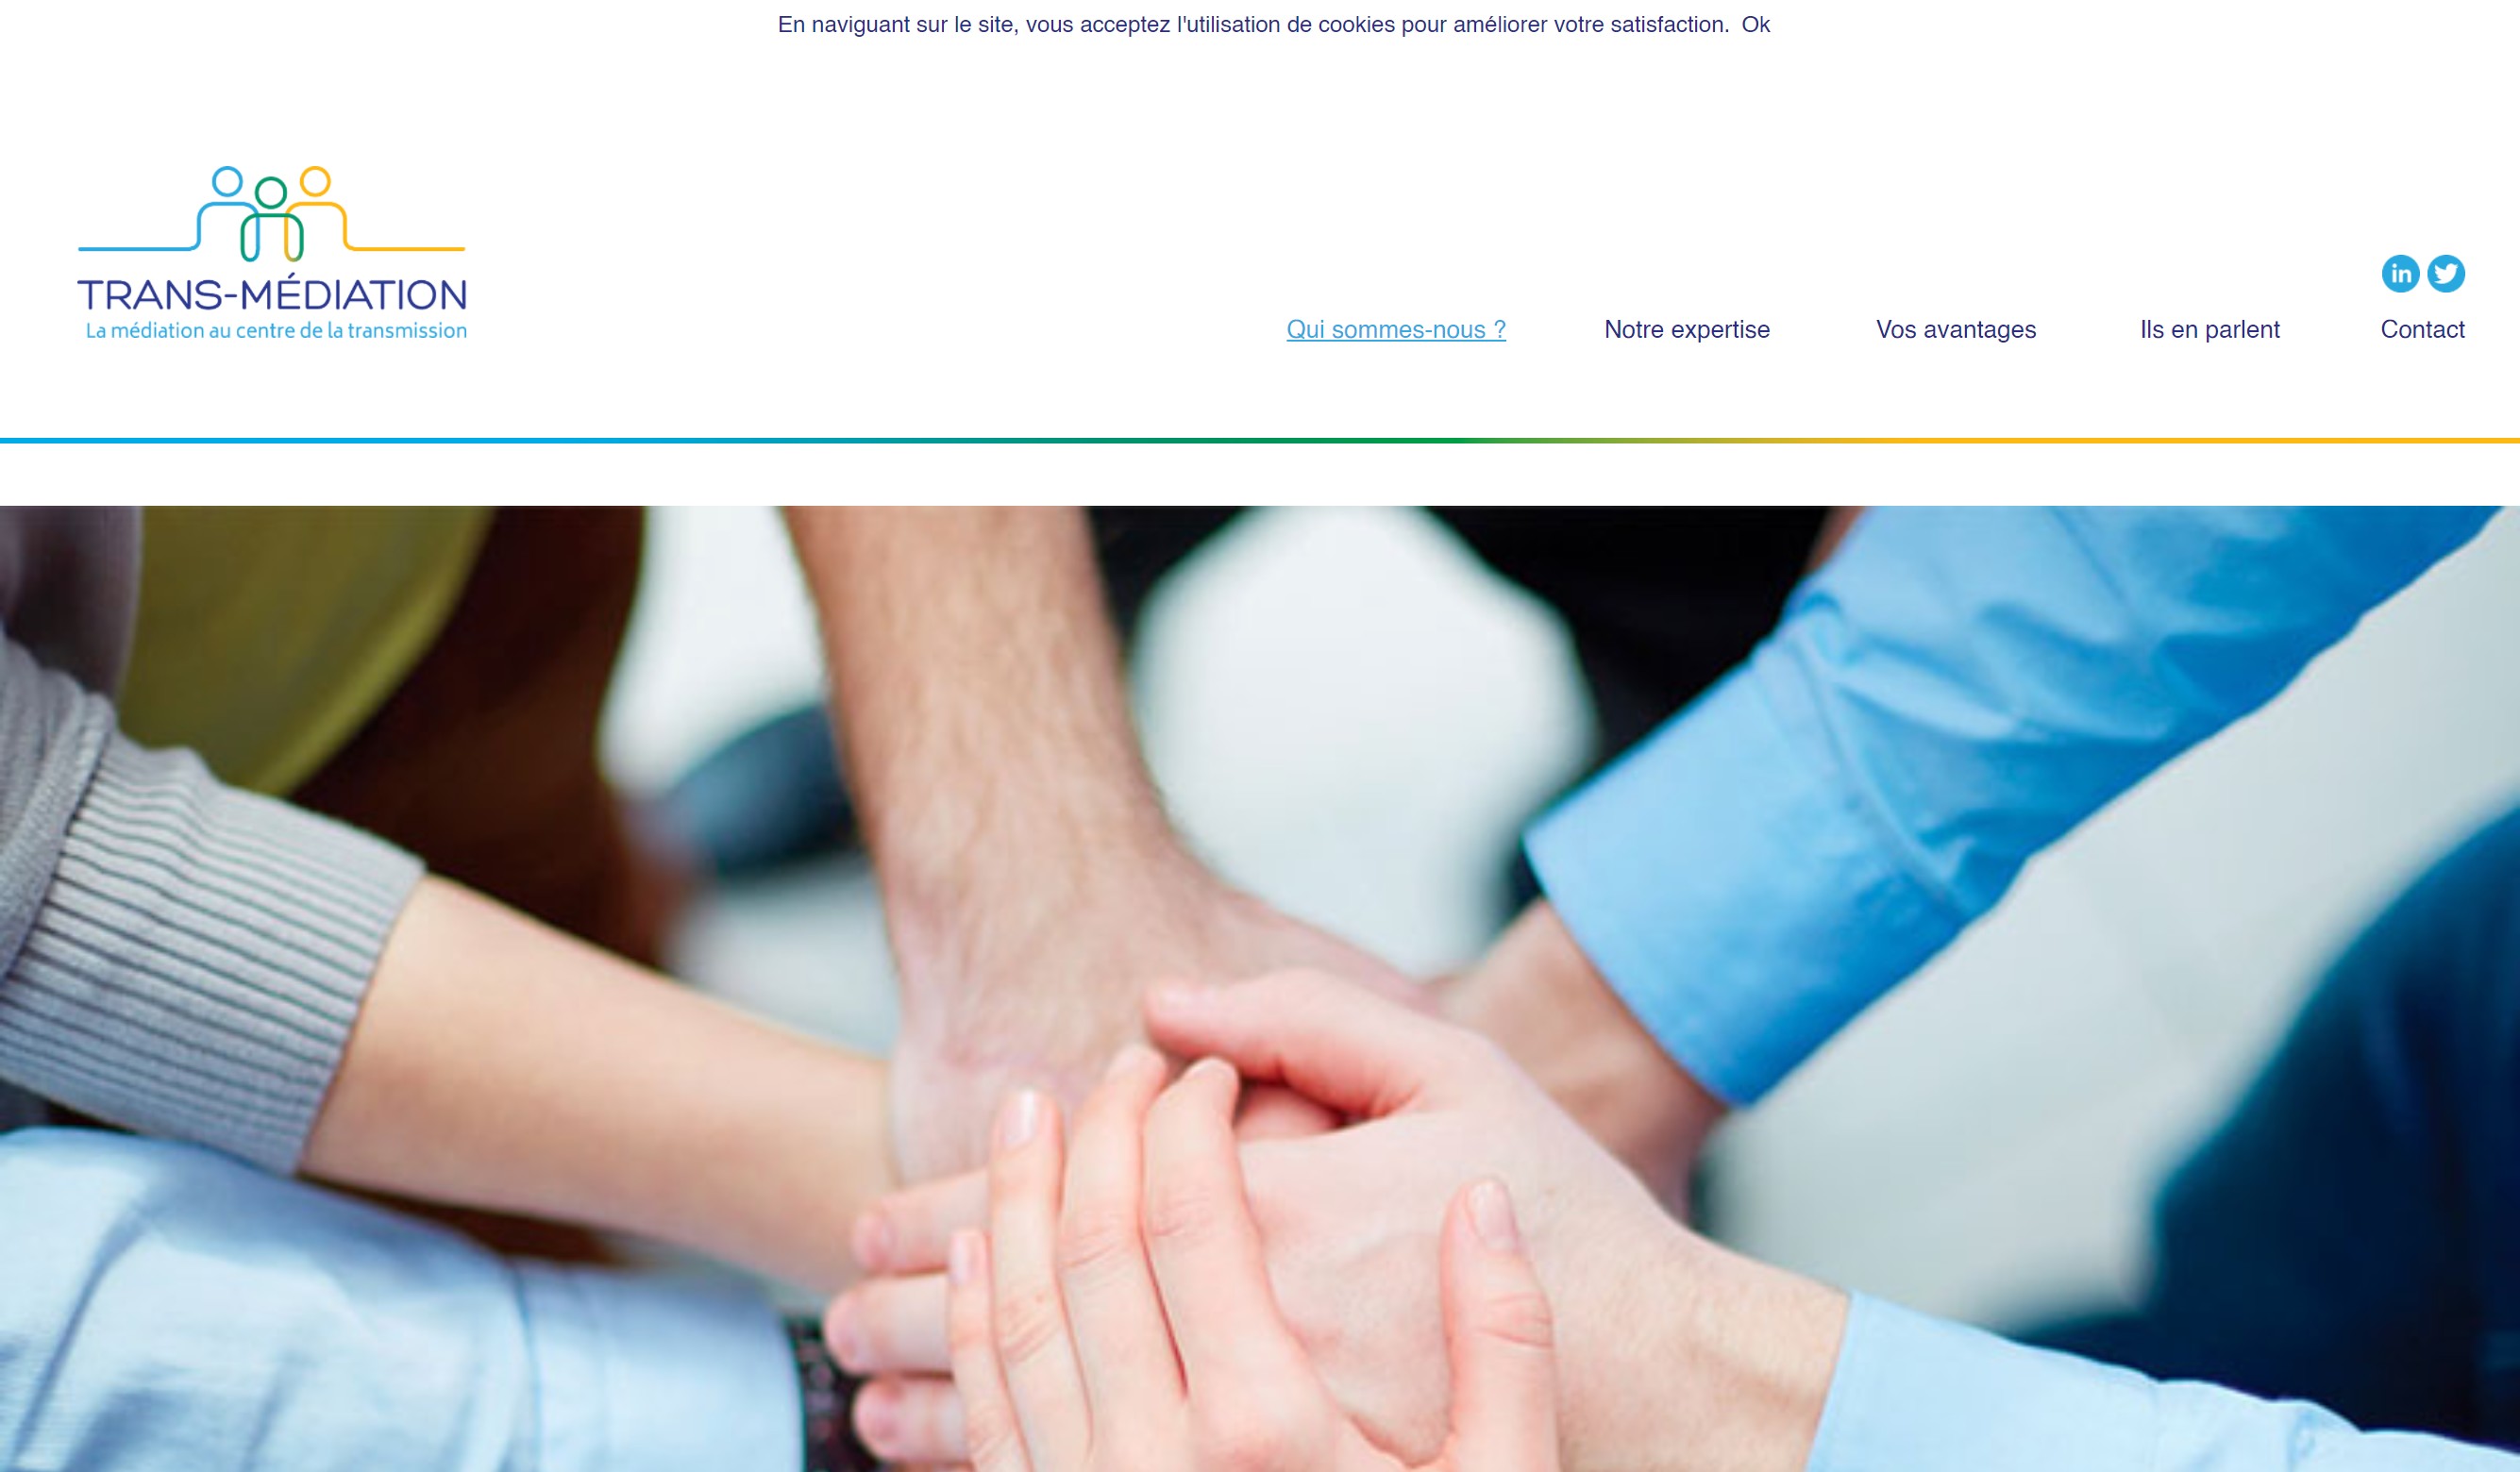 En naviguant sur le site, vous acceptez l'utilisation de cookies pour améliorer votre satisfaction. Ok
TRANS-MÉDIATION
La médiation au centre de la transmission
in
Qui sommes-nous ?
Notre expertise
Vos avantages
Ils en parlent
Contact